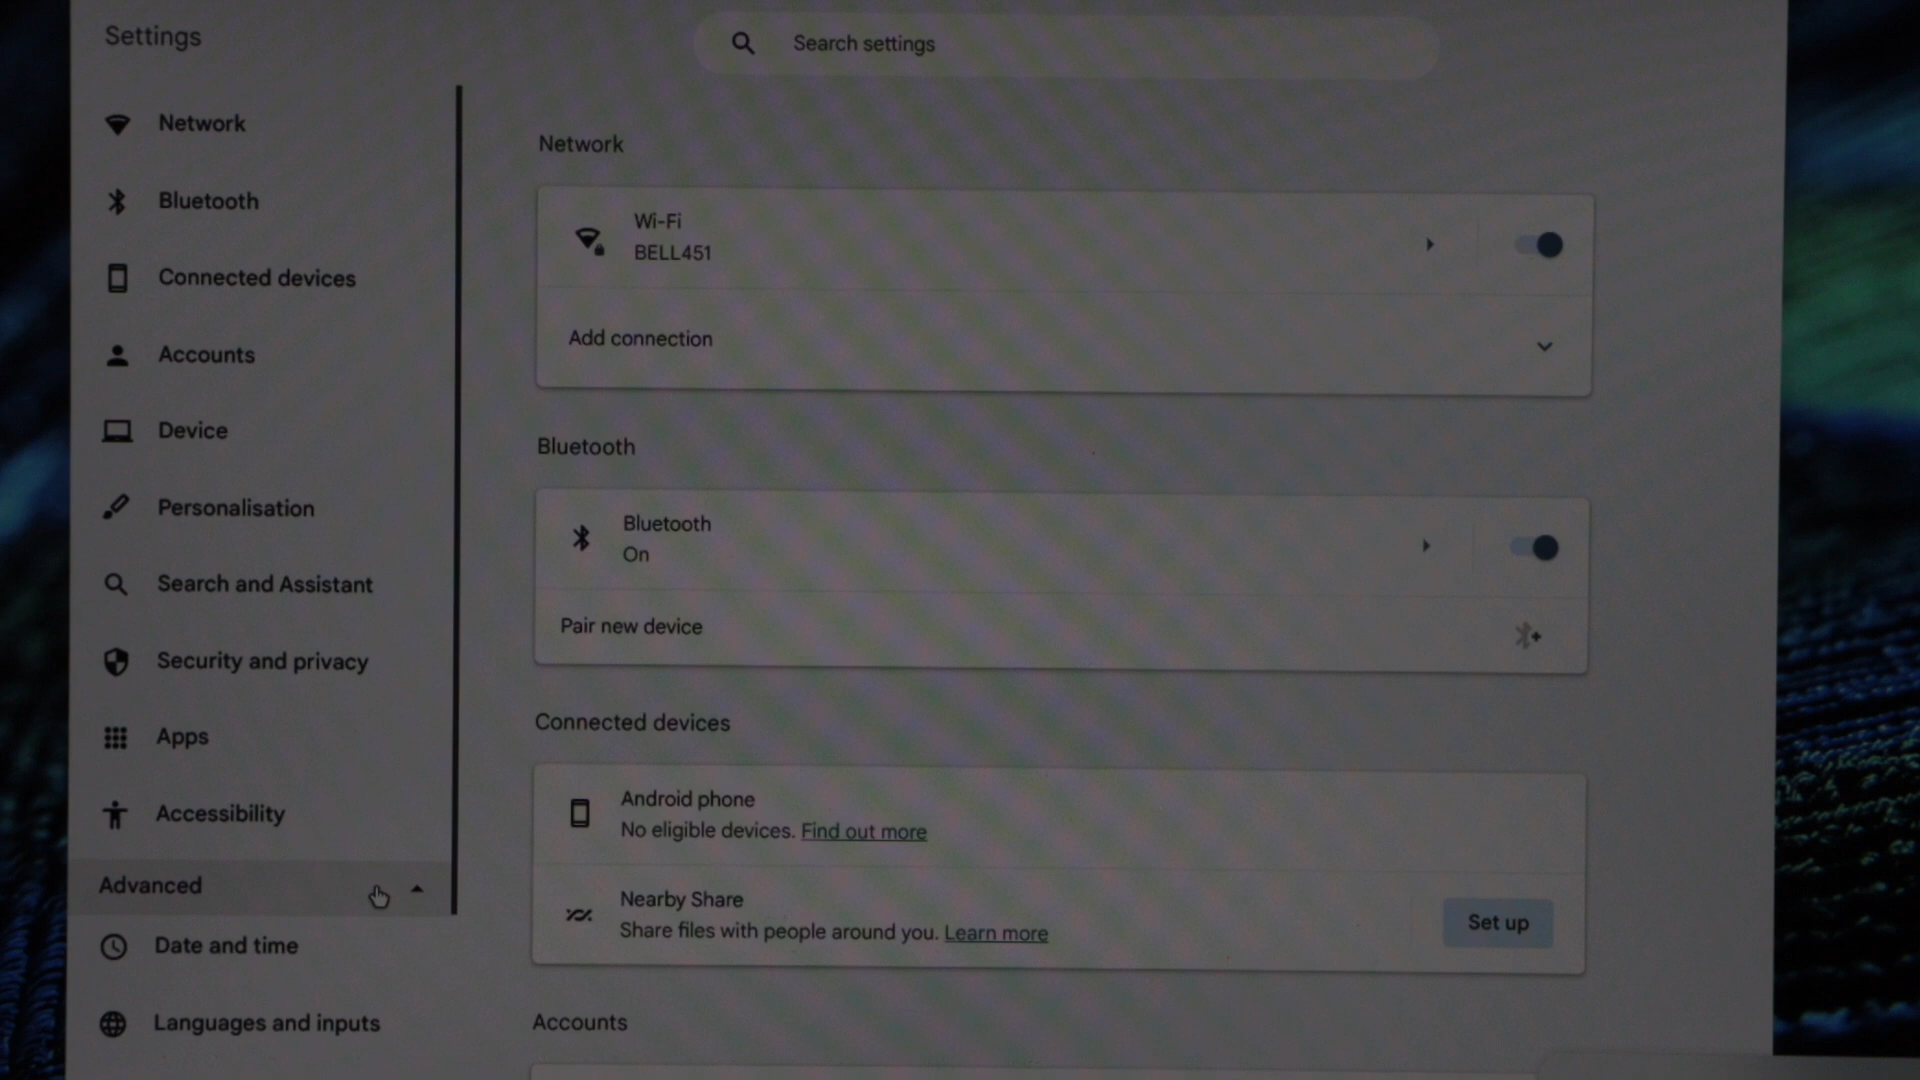 Settings
Search settings
Network
Bluetooth
Connected devices
Accounts
Device
Personalisation
Search and Assistant
Security and privacy
Apps
Accessibility
Advanced
Date and time
Languages and inputs
Network
Wi-Fi
BELL451
Add connection
Bluetooth
Bluetooth
On
Pair new device
Connected devices
Android phone
No eligible devices. Find out more
Nearby Share
Share files with people around you. Learn more
Set up
Accounts